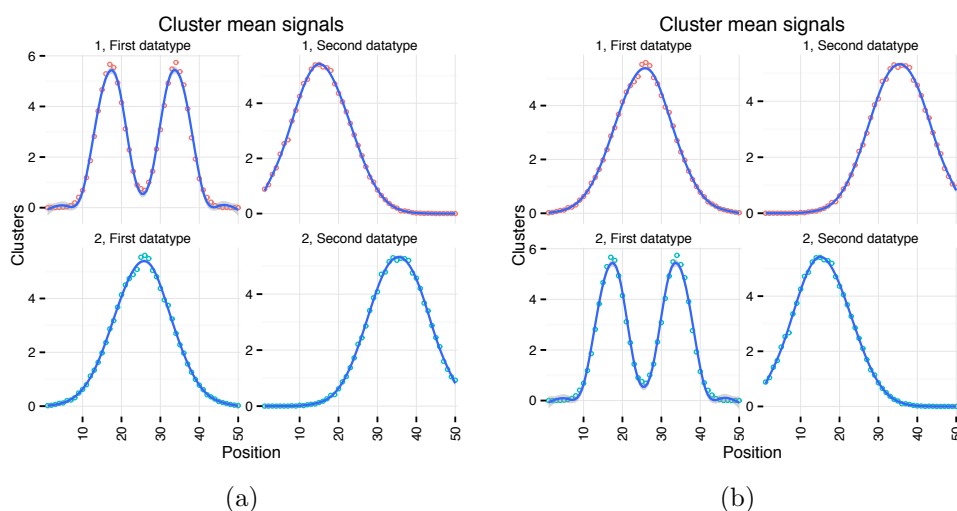 Cluster mean signals
1, First datatype
1, Second datatype
6
4
2
0
4
2
0
2, First datatype
2, Second datatype
4
2
0
4
2
0
10
20
30
40
50
10
20
30
40
50
Clusters
Position
(a)
Cluster mean signals
1, First datatype
1, Second datatype
4
2
0
4
2
0
2, First datatype
2, Second datatype
6
4
2
0
4
2
0
10
20
30
40
50
10
20
30
40
50
Clusters
Position
(b)